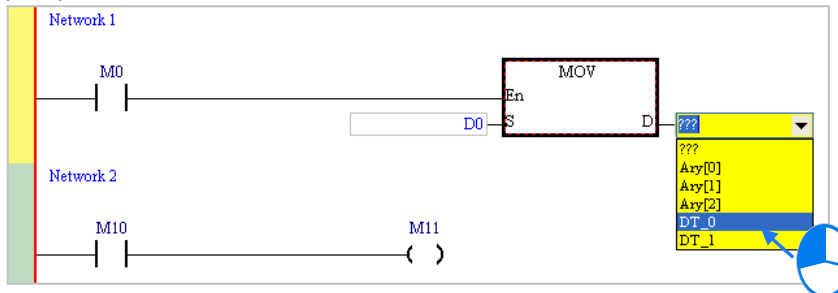 Network 1
M0
MOV
En
D0 S D ???
???
Ary[0]
Ary[1]
Ary[2]
DT_0
DT_1
Network 2
M10 M11